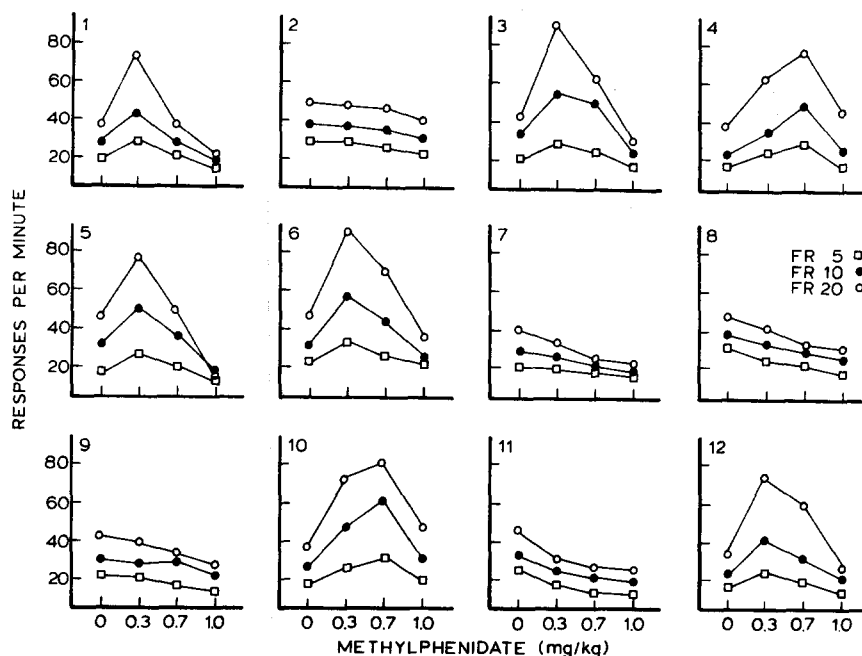 1 2 3 4
80
60
40
20
5 6 7 8
80
60
40
20
FR 5
FR 10
FR 20
RESPONSES PER MINUTE
9 10 11 12
80
60
40
20
0 0.3 0.7 1.0 0 0.3 0.7 1.0 0 0.3 0.7 1.0 0 0.3 0.7 1.0
METHYLPHENIDATE (mg/kg)